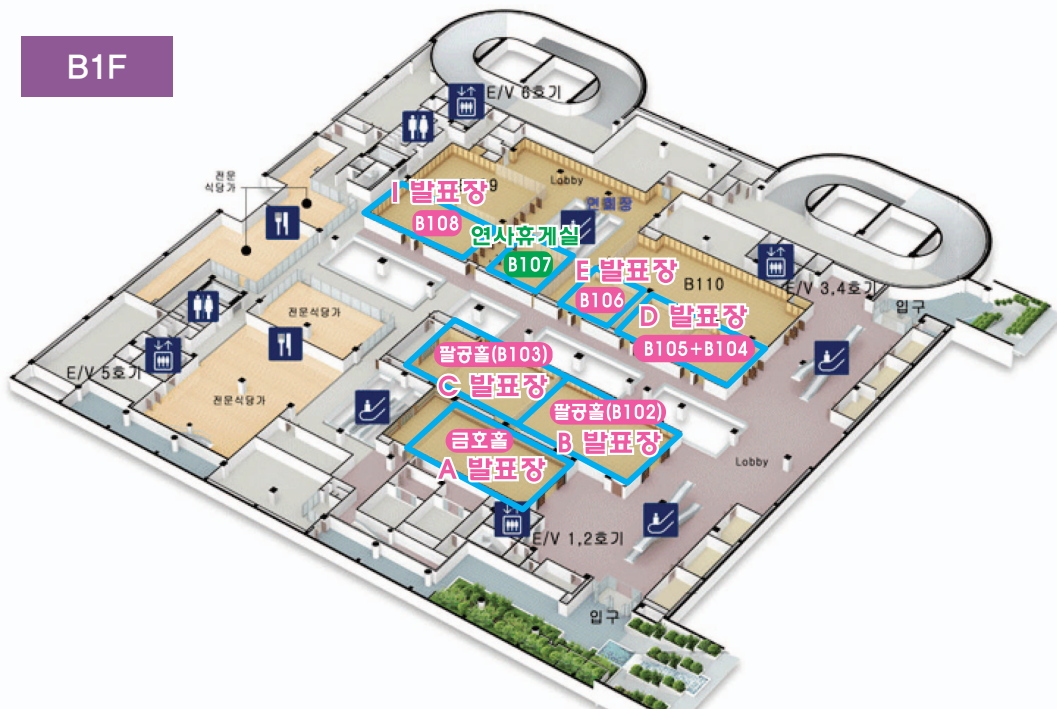 B1F
E/V 6호기
전문
식당가
Lobby
I 발표장
B108
연회장
연사휴게실
B107
E 발표장
B106
B110
E/V 3,4호기
입구
D 발표장
B105+B104
전문식당가
팔공홀(B103)
C 발표장
E/V 5호기
전문식당가
팔공홀(B102)
B 발표장
금호홀
A 발표장
Lobby
E/V 1,2호기
입구